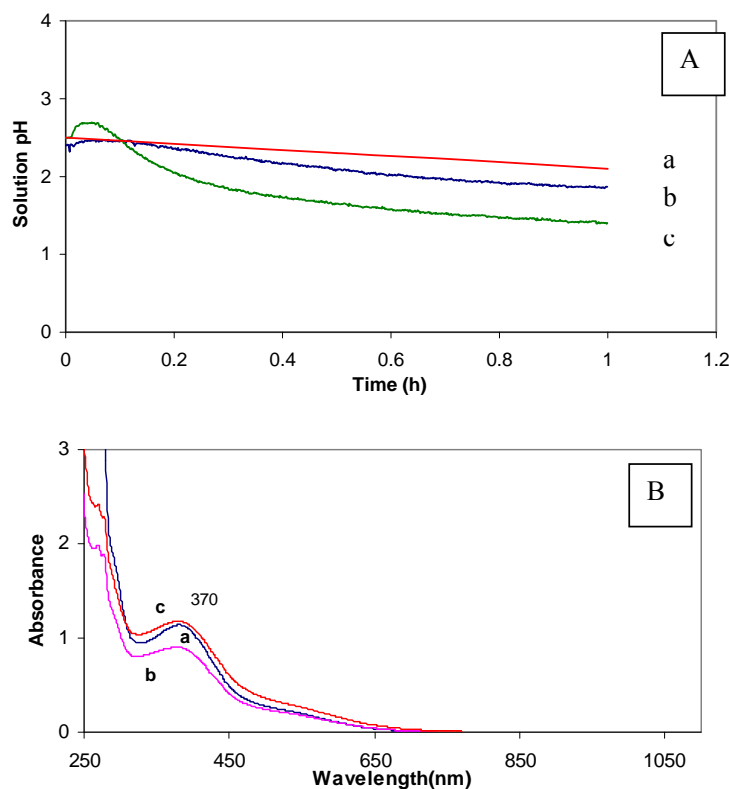 A
Solution pH
4
3
2
1
0
a
b
c
0 0.2 0.4 0.6 0.8 1 1.2
Time (h)
B
Absorbance
3
2
1
0
370
c
a
b
250 450 650 850 1050
Wavelength(nm)